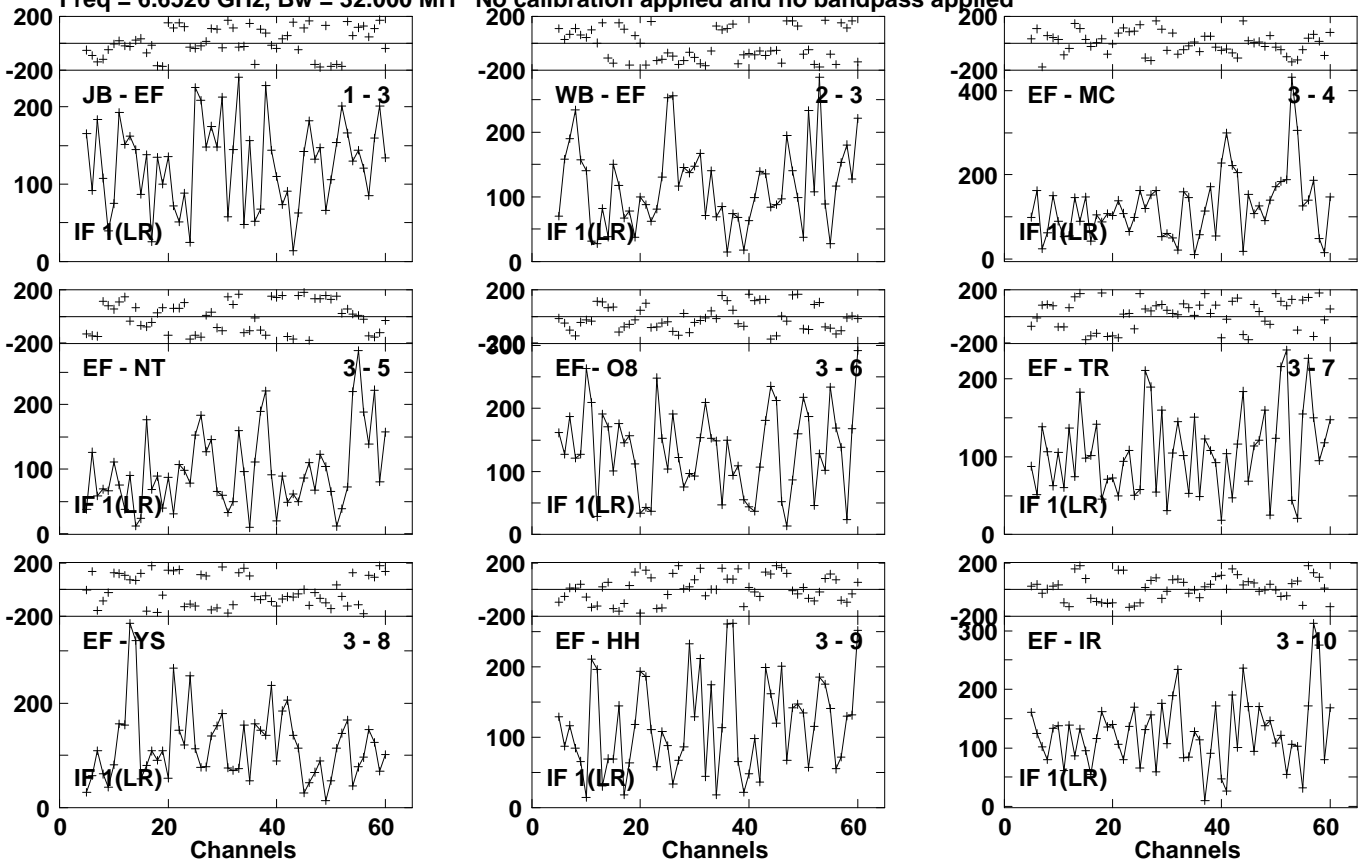 Freq = 6.6526 GHz, Bw = 32.000 MH No calibration applied and no bandpass applied
200 200 200
-200 -200 -200
JB - EF 1 - 3 WB - EF 2 - 3 EF - MC 3 - 4
200 200 400
100 100 200
IF 1(LR) IF 1(LR) IF 1(LR)
0 0 0
200 200 200
-200 -200 -200
300
EF - NT 3 - 5 EF - O8 3 - 6 EF - TR 3 - 7
200 200 200
100 100 100
IF 1(LR) IF 1(LR) IF 1(LR)
0 0 0
200 200 200
-200 -200 -200
300
EF - YS 3 - 8 EF - HH 3 - 9 EF - IR 3 - 10
200 200 200
100 100
IF 1(LR) IF 1(LR) IF 1(LR)
0 0 0
0 20 40 60 0 20 40 60 0 20 40 60
Channels Channels Channels